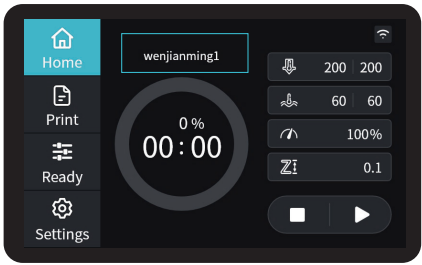 Home
Print
Ready
Settings
wenjianming1
0 %
00:00
200 200
60 60
100%
Z 0.1